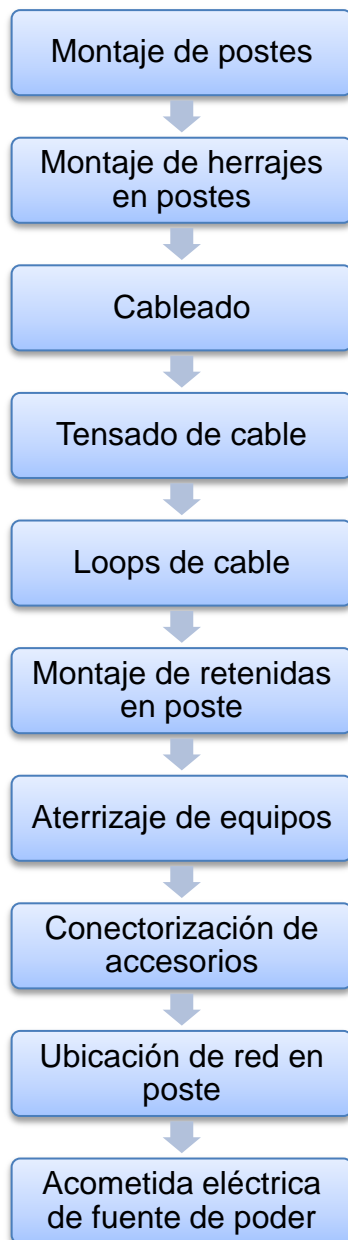 Montaje de postes
Montaje de herrajes
en postes
Cableado
Tensado de cable
Loops de cable
Montaje de retenidas
en poste
Aterrizaje de equipos
Conectorización de
accesorios
Ubicación de red en
poste
Acometida eléctrica
de fuente de poder